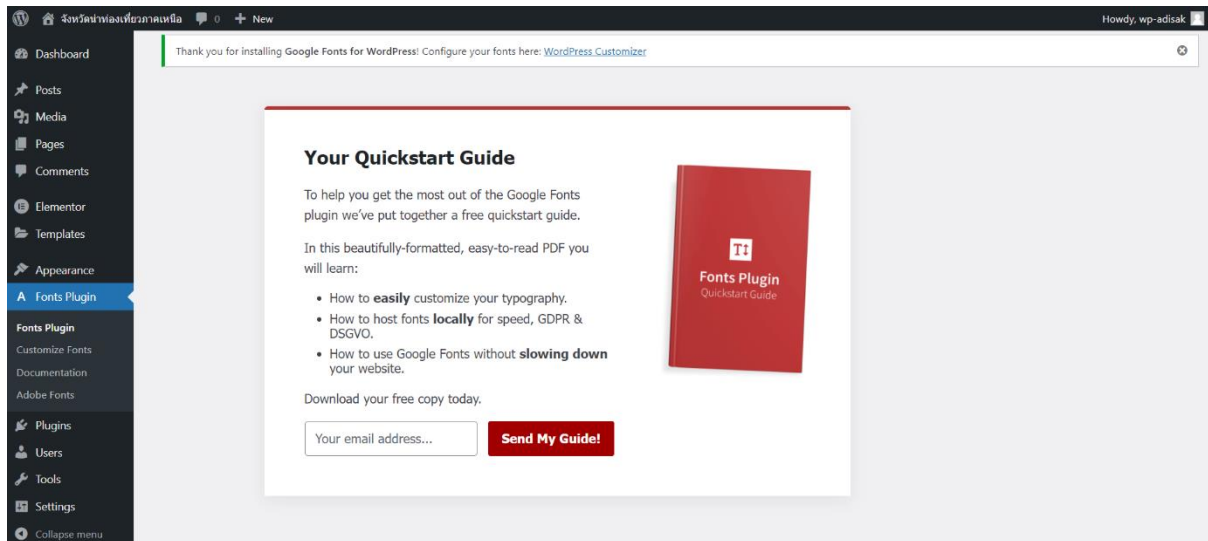 จังหวัดน่าท่องเที่ยวภาคเหนือ 0 + New Howdy, wp-adisak
Dashboard
Posts
Media
Pages
Comments
Elementor
Templates
Appearance
A Fonts Plugin
Fonts Plugin
Customize Fonts
Documentation
Adobe Fonts
Plugins
Users
Tools
Settings
Collapse menu
Thank you for installing Google Fonts for WordPress! Configure your fonts here: WordPress Customizer
Your Quickstart Guide
To help you get the most out of the Google Fonts
plugin we've put together a free quickstart guide.
In this beautifully-formatted, easy-to-read PDF you
will learn:
• How to easily customize your typography.
• How to host fonts locally for speed, GDPR &
DSGVO.
• How to use Google Fonts without slowing down
your website.
Download your free copy today.
Your email address...
Send My Guide!
Fonts Plugin
Quickstart Guide